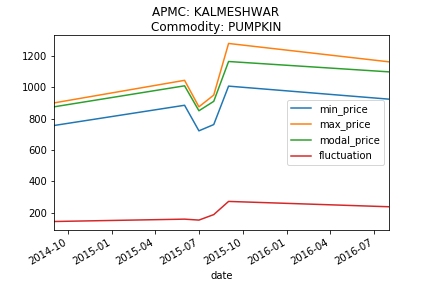 APMC: KALMESHWAR
Commodity: PUMPKIN
1200
1000
800
600
400
200
min_price
max_price
modal_price
fluctuation
2014-10
2015-01
2015-04
2015-07
2015-10
2016-01
2016-04
2016-07
date